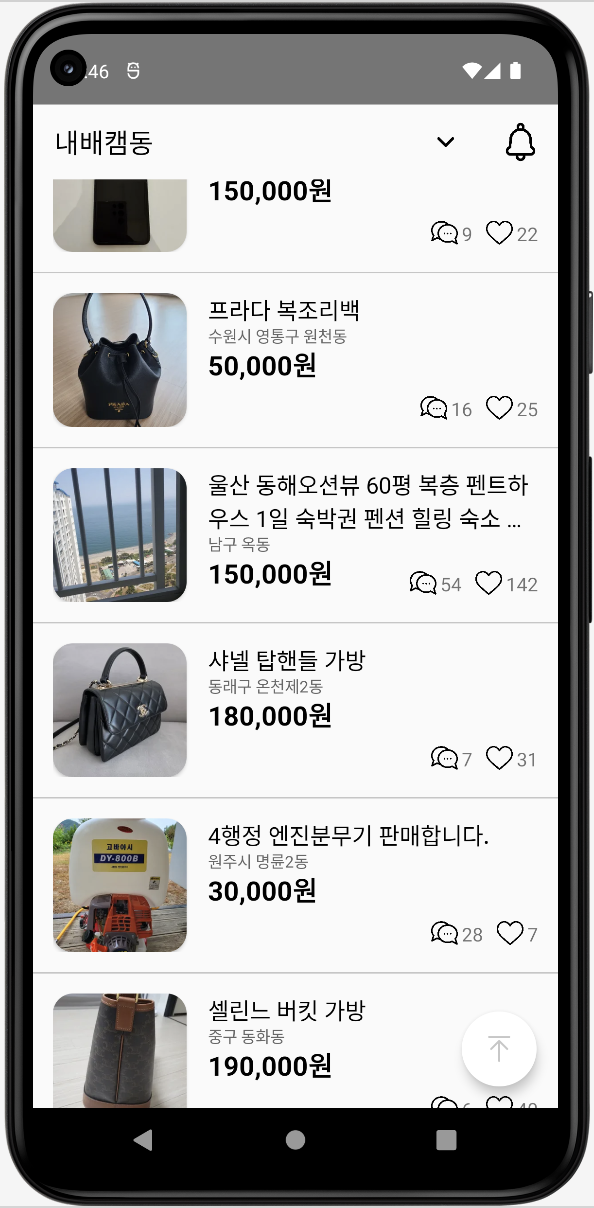 :46
내배캠동
150,000원
9 22
프라다 복조리백
수원시 영통구 원천동
50,000원
16 25
PRADA
울산 동해오션뷰 60평 복층 펜트하
우스 1일 숙박권 펜션 힐링 숙소 ...
남구 옥동
150,000원
54 142
샤넬 탑핸들 가방
동래구 온천제2동
180,000원
7 31
4행정 엔진분무기 판매합니다.
원주시 명륜2동
30,000원
고바야시
DY-800B
28 7
셀린느 버킷 가방
중구 동화동
190,000원